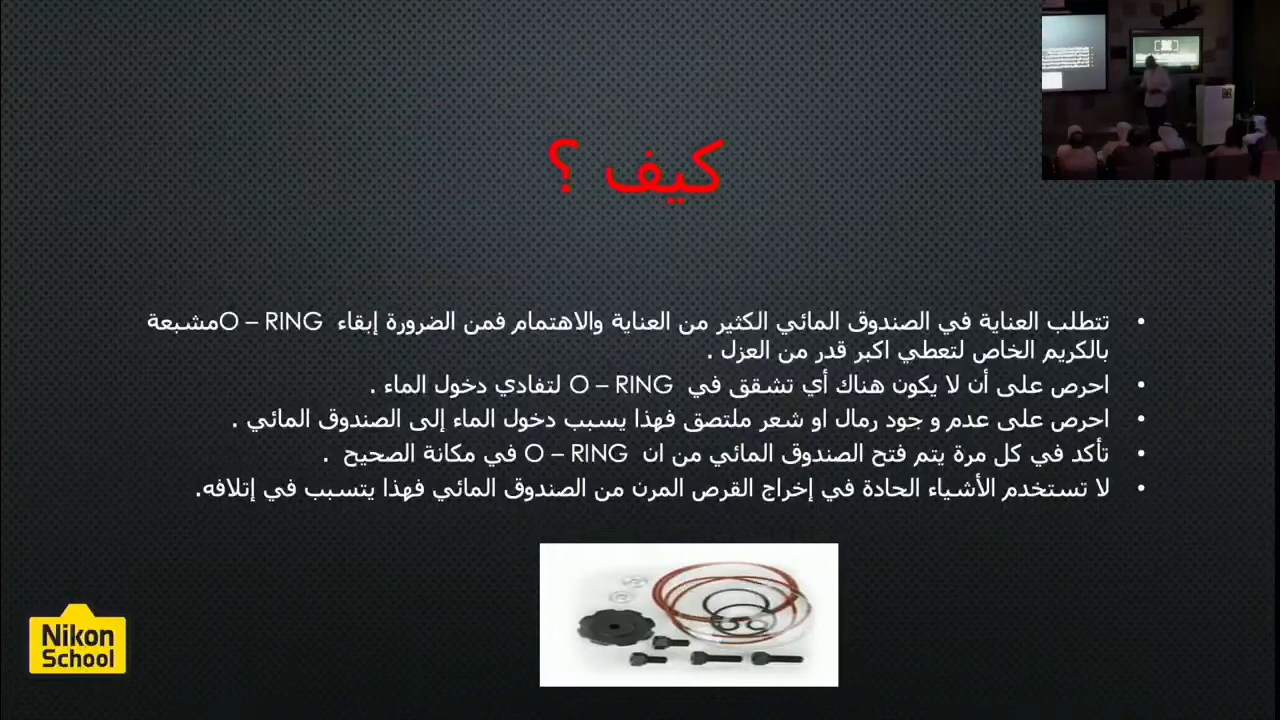 كيف ؟
• تتطلب العناية في الصندوق المائي الكثير من العناية والاهتمام فمن الضرورة إبقاء O – RING مشبعة
بالكريم الخاص لتعطي اكبر قدر من العزل .
• احرص على أن لا يكون هناك أي تشقق في O – RING لتفادي دخول الماء .
• احرص على عدم و جود رمال او شعر ملتصق فهذا يسبب دخول الماء إلى الصندوق المائي .
• تأكد في كل مرة يتم فتح الصندوق المائي من ان O – RING في مكانة الصحيح .
• لا تستخدم الأشياء الحادة في إخراج القرص المرن من الصندوق المائي فهذا يتسبب في إتلافه.
Nikon
School